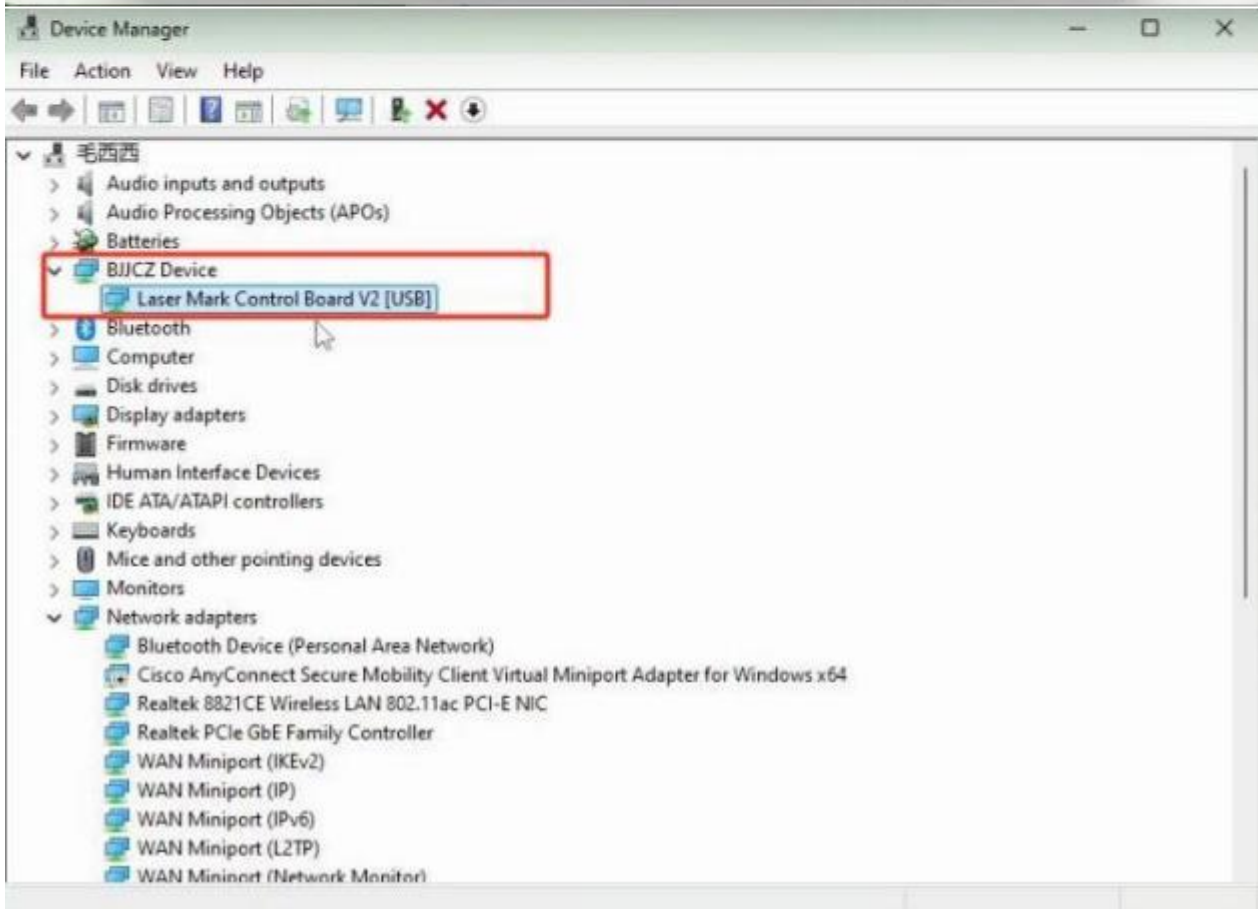 Device Manager
File Action View Help
毛西西
Audio inputs and outputs
Audio Processing Objects (APOs)
Batteries
BJJCZ Device
Laser Mark Control Board V2 [USB]
Bluetooth
Computer
Disk drives
Display adapters
Firmware
Human Interface Devices
IDE ATA/ATAPI controllers
Keyboards
Mice and other pointing devices
Monitors
Network adapters
Bluetooth Device (Personal Area Network)
Cisco AnyConnect Secure Mobility Client Virtual Miniport Adapter for Windows x64
Realtek 8821CE Wireless LAN 802.11ac PCI-E NIC
Realtek PCIe GbE Family Controller
WAN Miniport (IKEv2)
WAN Miniport (IP)
WAN Miniport (IPv6)
WAN Miniport (L2TP)
WAN Miniport (Network Monitor)